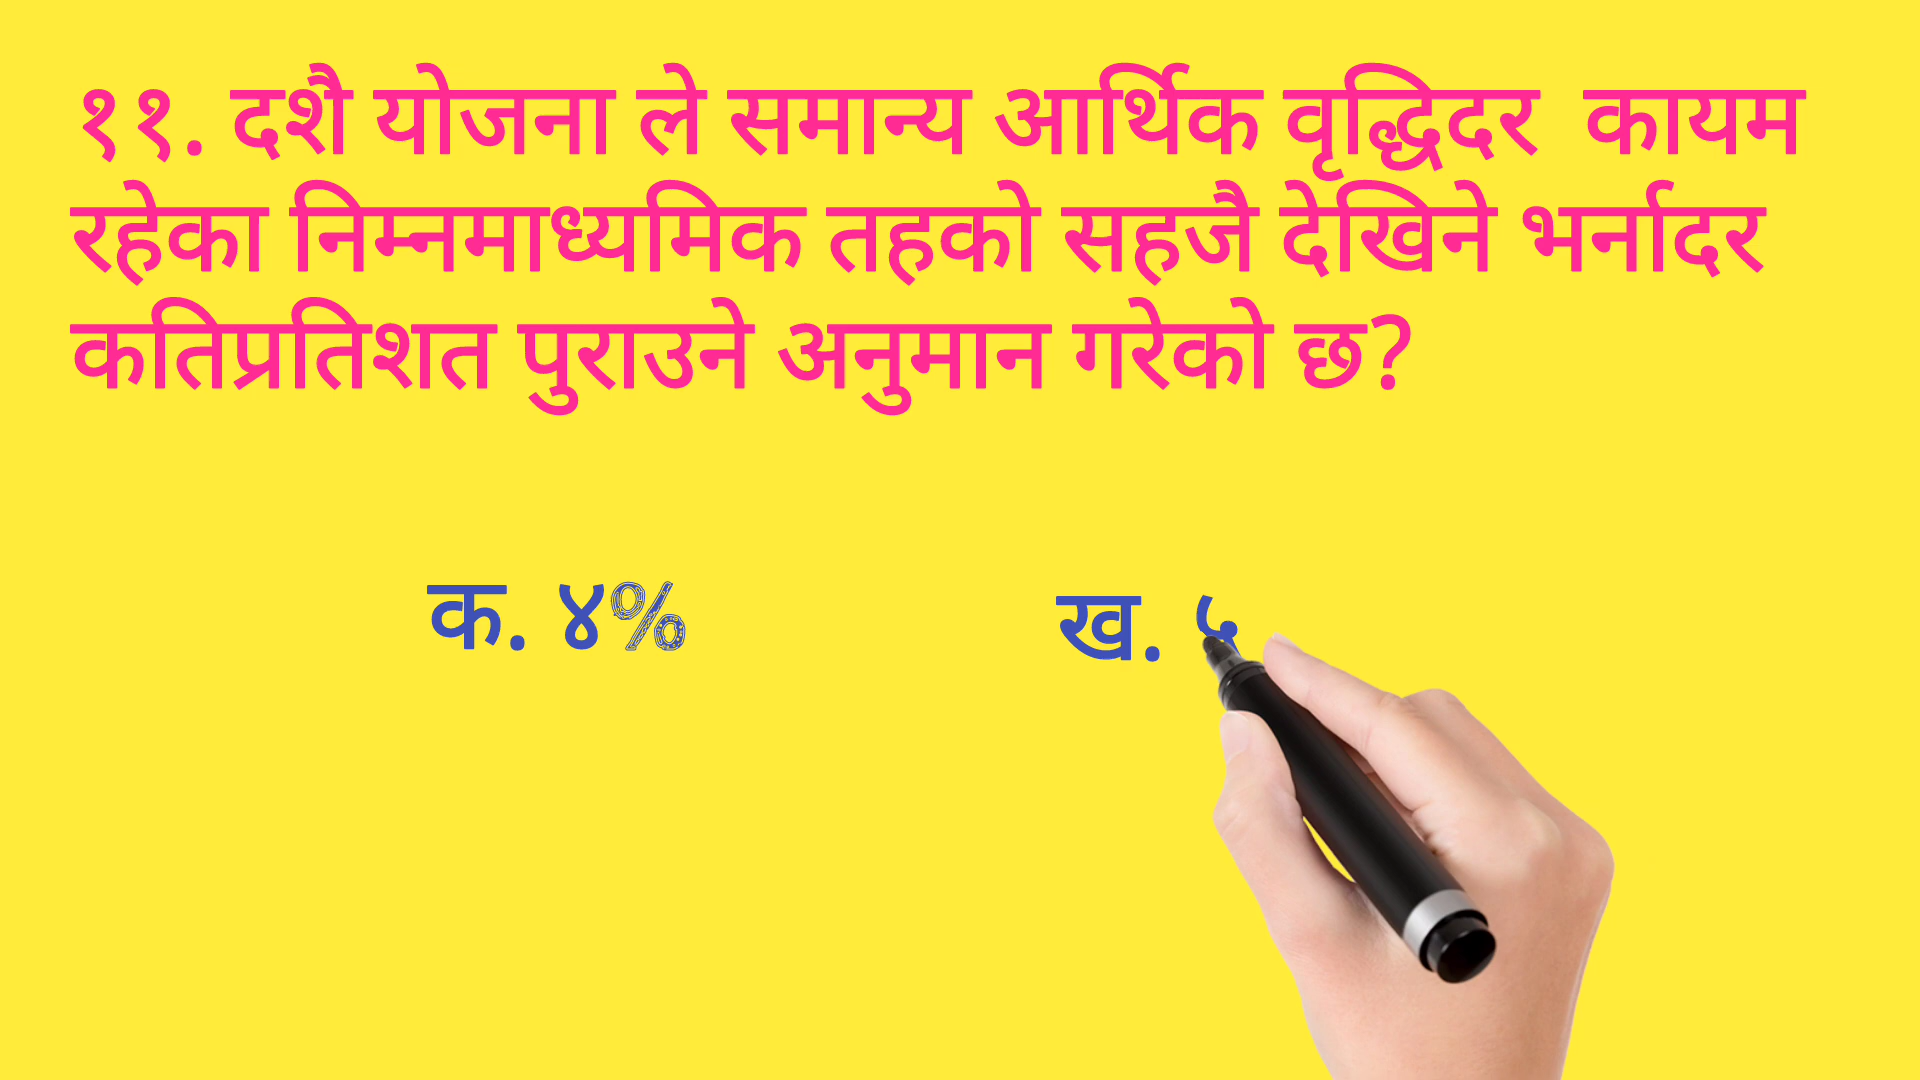 ११. दशै योजना ले समान्य आर्थिक वृद्धिदर कायम
रहेका निम्नमाध्यमिक तहको सहजै देखिने भर्नादर
कतिप्रतिशत पुराउने अनुमान गरेको छ?
क. ४% ख. ५